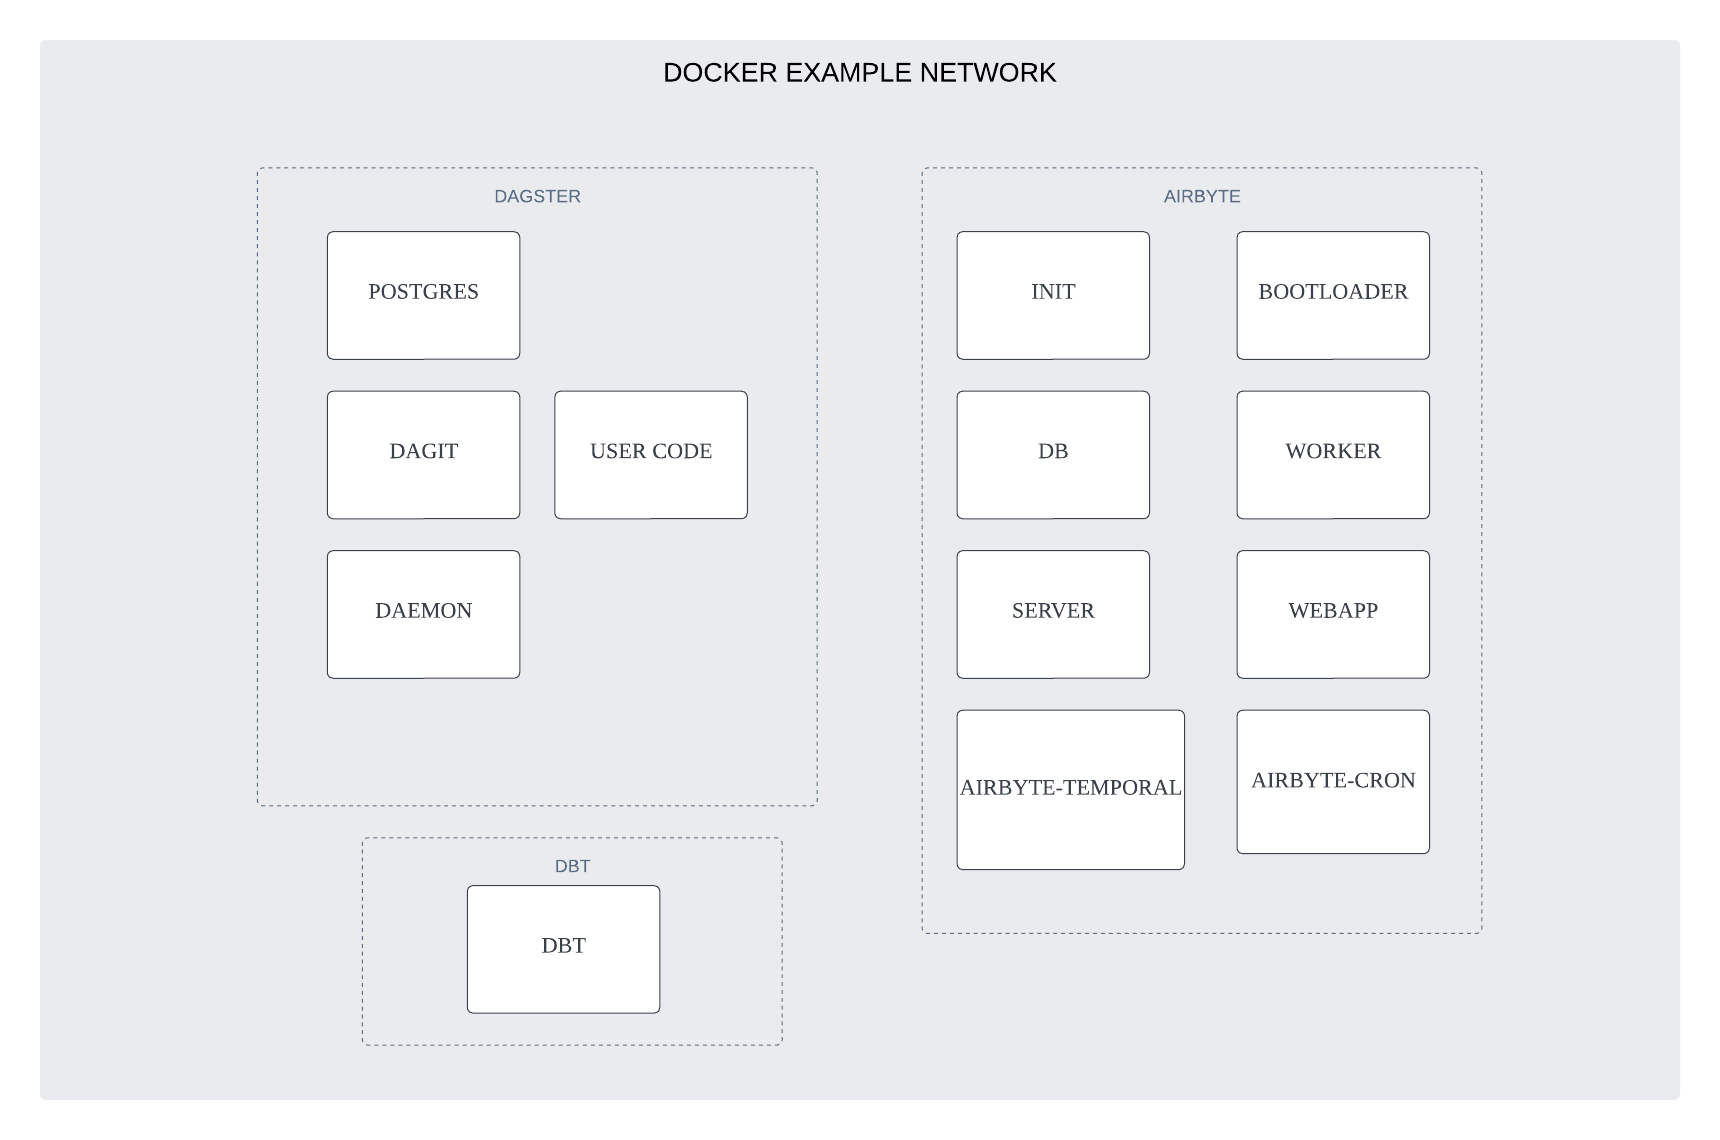 DOCKER EXAMPLE NETWORK
DAGSTER
POSTGRES
DAGIT
USER CODE
DAEMON
DBT
DBT
AIRBYTE
INIT
BOOTLOADER
DB
WORKER
SERVER
WEBAPP
AIRBYTE-TEMPORAL
AIRBYTE-CRON